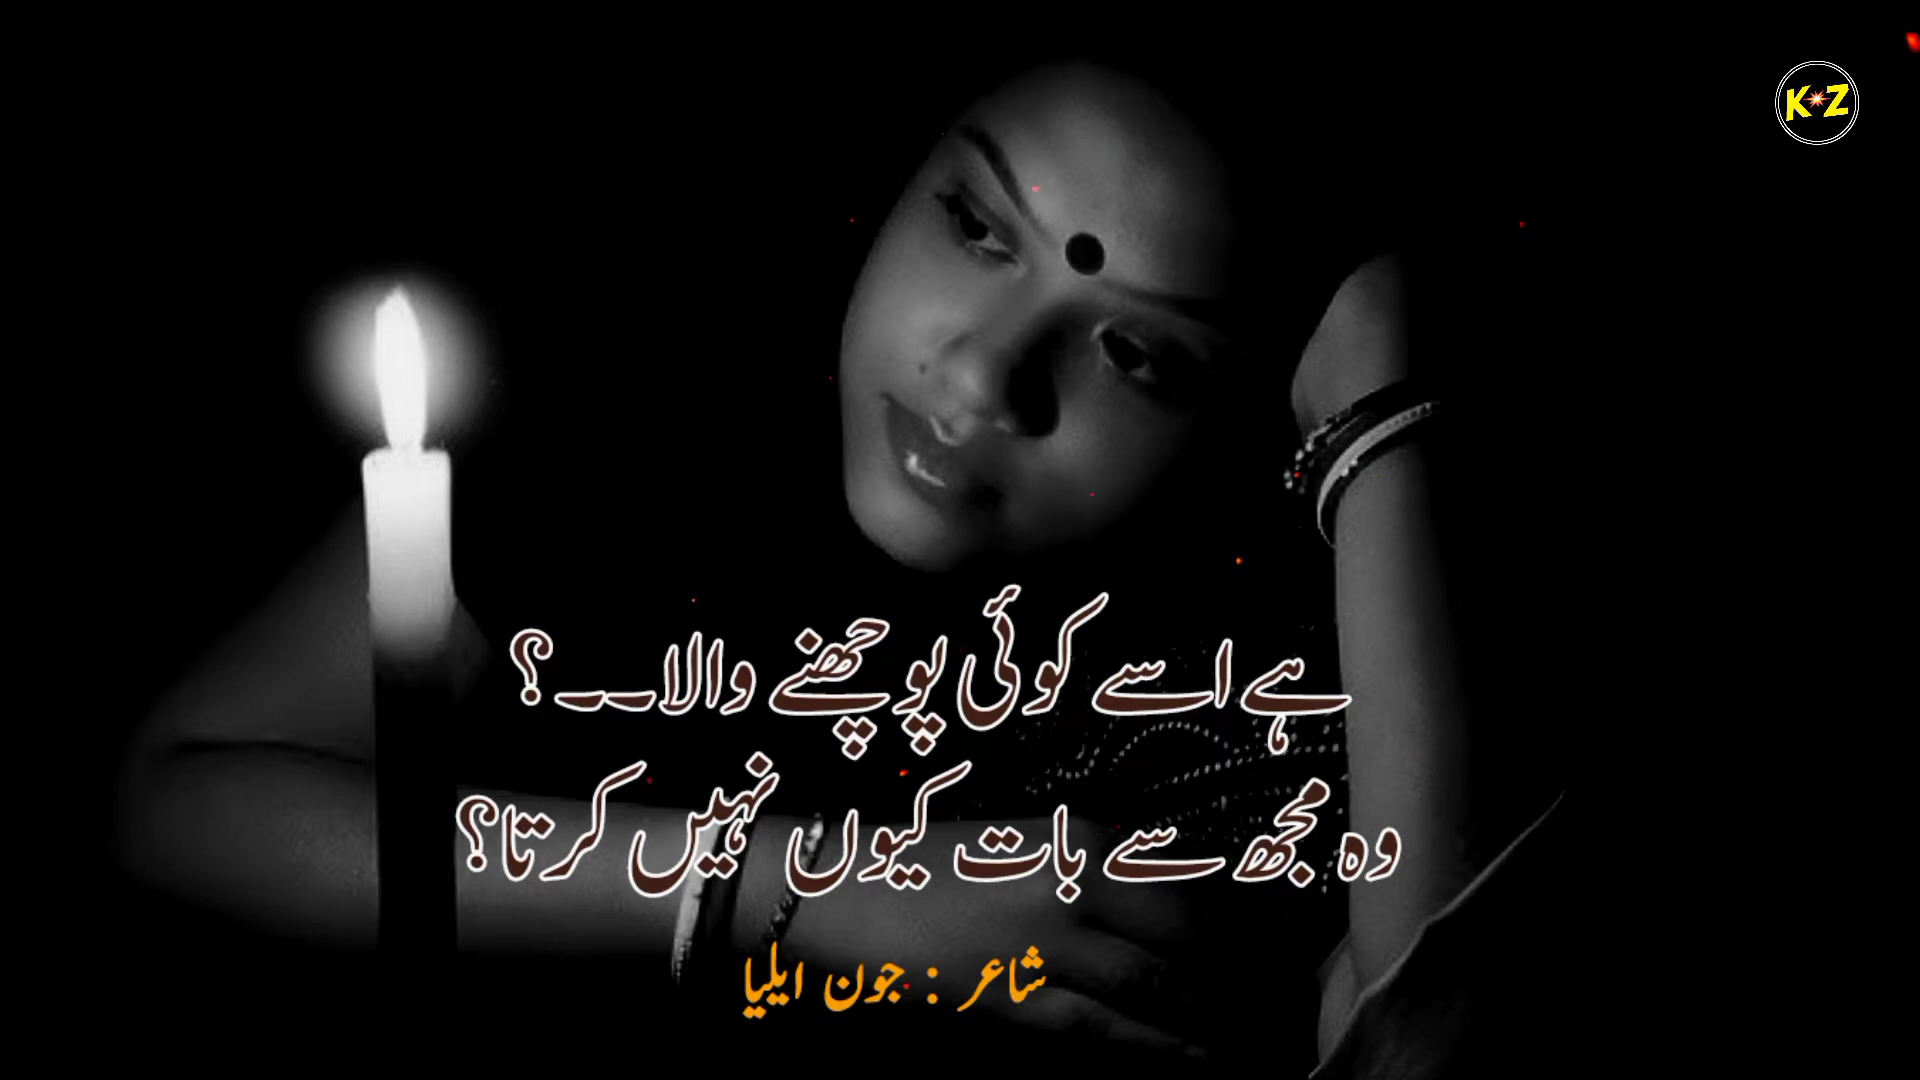 K Z
ہے اسے کوئی پوچھنے والا۔۔؟
وہ مجھ سے بات کیوں نہیں کرتا؟
شاعر : جون ایلیا